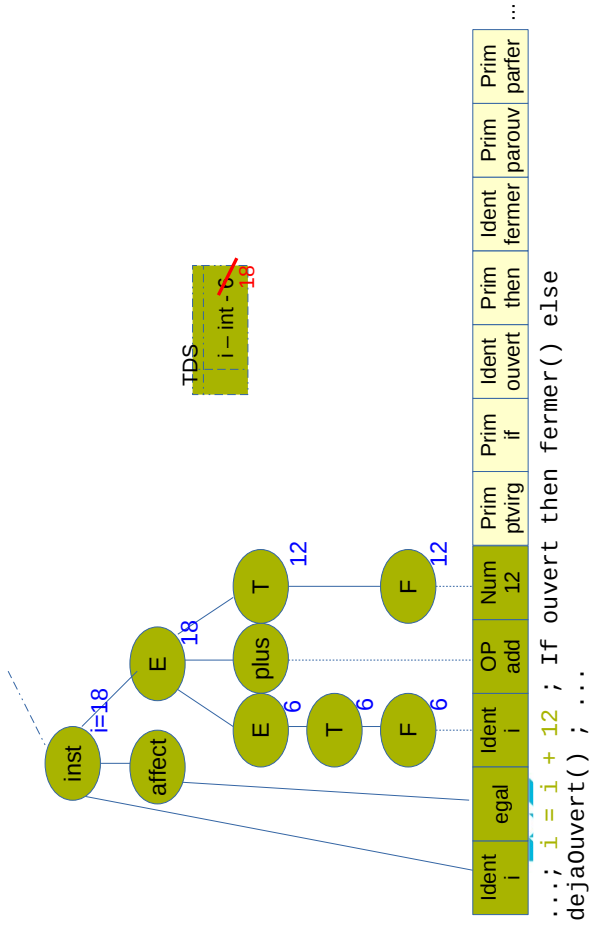 inst
i=18
affect
E
18
TDS
i – int - 6
18
E
6
plus
T
12
T
6
F
6
F
12
Ident
i
egal
Ident
i
OP
add
Num
12
Prim
ptvirg
Prim
if
Ident
ouvert
Prim
then
Ident
fermer
Prim
parouv
Prim
parfer
...
...; i = i + 12 ; If ouvert then fermer() else
dejaOuvert() ; ...